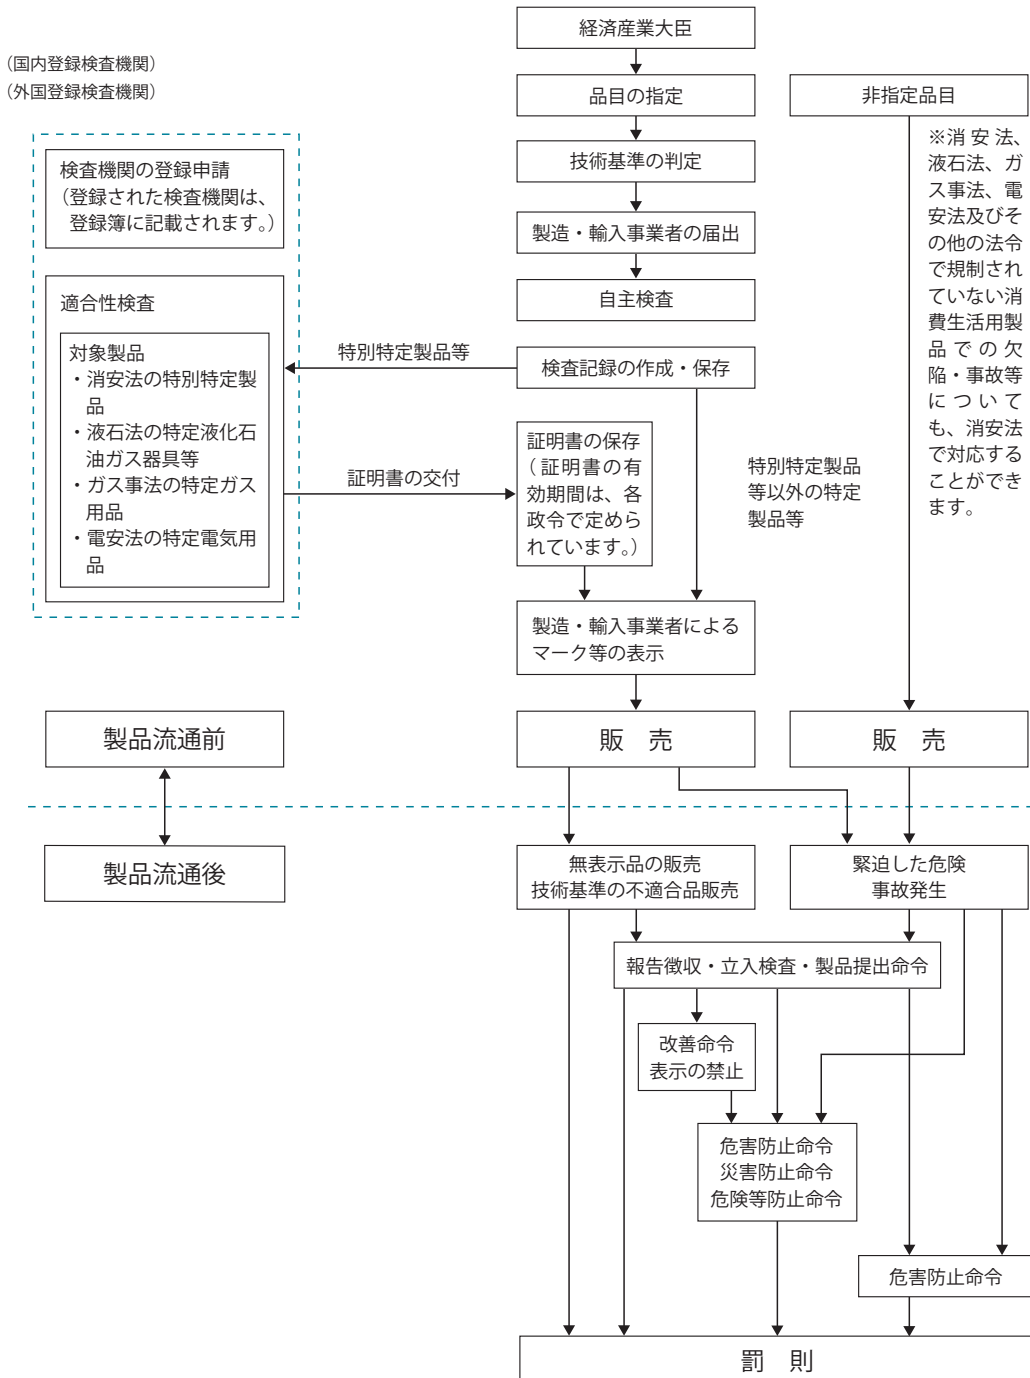 経済産業大臣
（国内登録検査機関）
（外国登録検査機関）
品目の指定
非指定品目
技術基準の判定
製造・輸入事業者の届出
自主検査
検査機関の登録申請
（登録された検査機関は、
登録簿に記載されます。）
適合性検査
対象製品
・消安法の特別特定製
品
・液石法の特定液化石
油ガス器具等
・ガス事法の特定ガス
用品
・電安法の特定電気用
品
特別特定製品等
検査記録の作成・保存
証明書の交付
証明書の保存
（証明書の有
効期間は、各
政令で定めら
れています。）
特別特定製品
等以外の特定
製品等
※消安法、
液石法、ガ
ス事法、電
安法及びそ
の他の法令
で規制され
ていない消
費生活用製
品での欠
陥・事故等
について
も、消安法
で対応する
ことができ
ます。
製造・輸入事業者による
マーク等の表示
製品流通前
販　売
販　売
製品流通後
無表示品の販売
技術基準の不適合品販売
緊迫した危険
事故発生
報告徴収・立入検査・製品提出命令
改善命令
表示の禁止
危害防止命令
災害防止命令
危険等防止命令
危害防止命令
罰　則